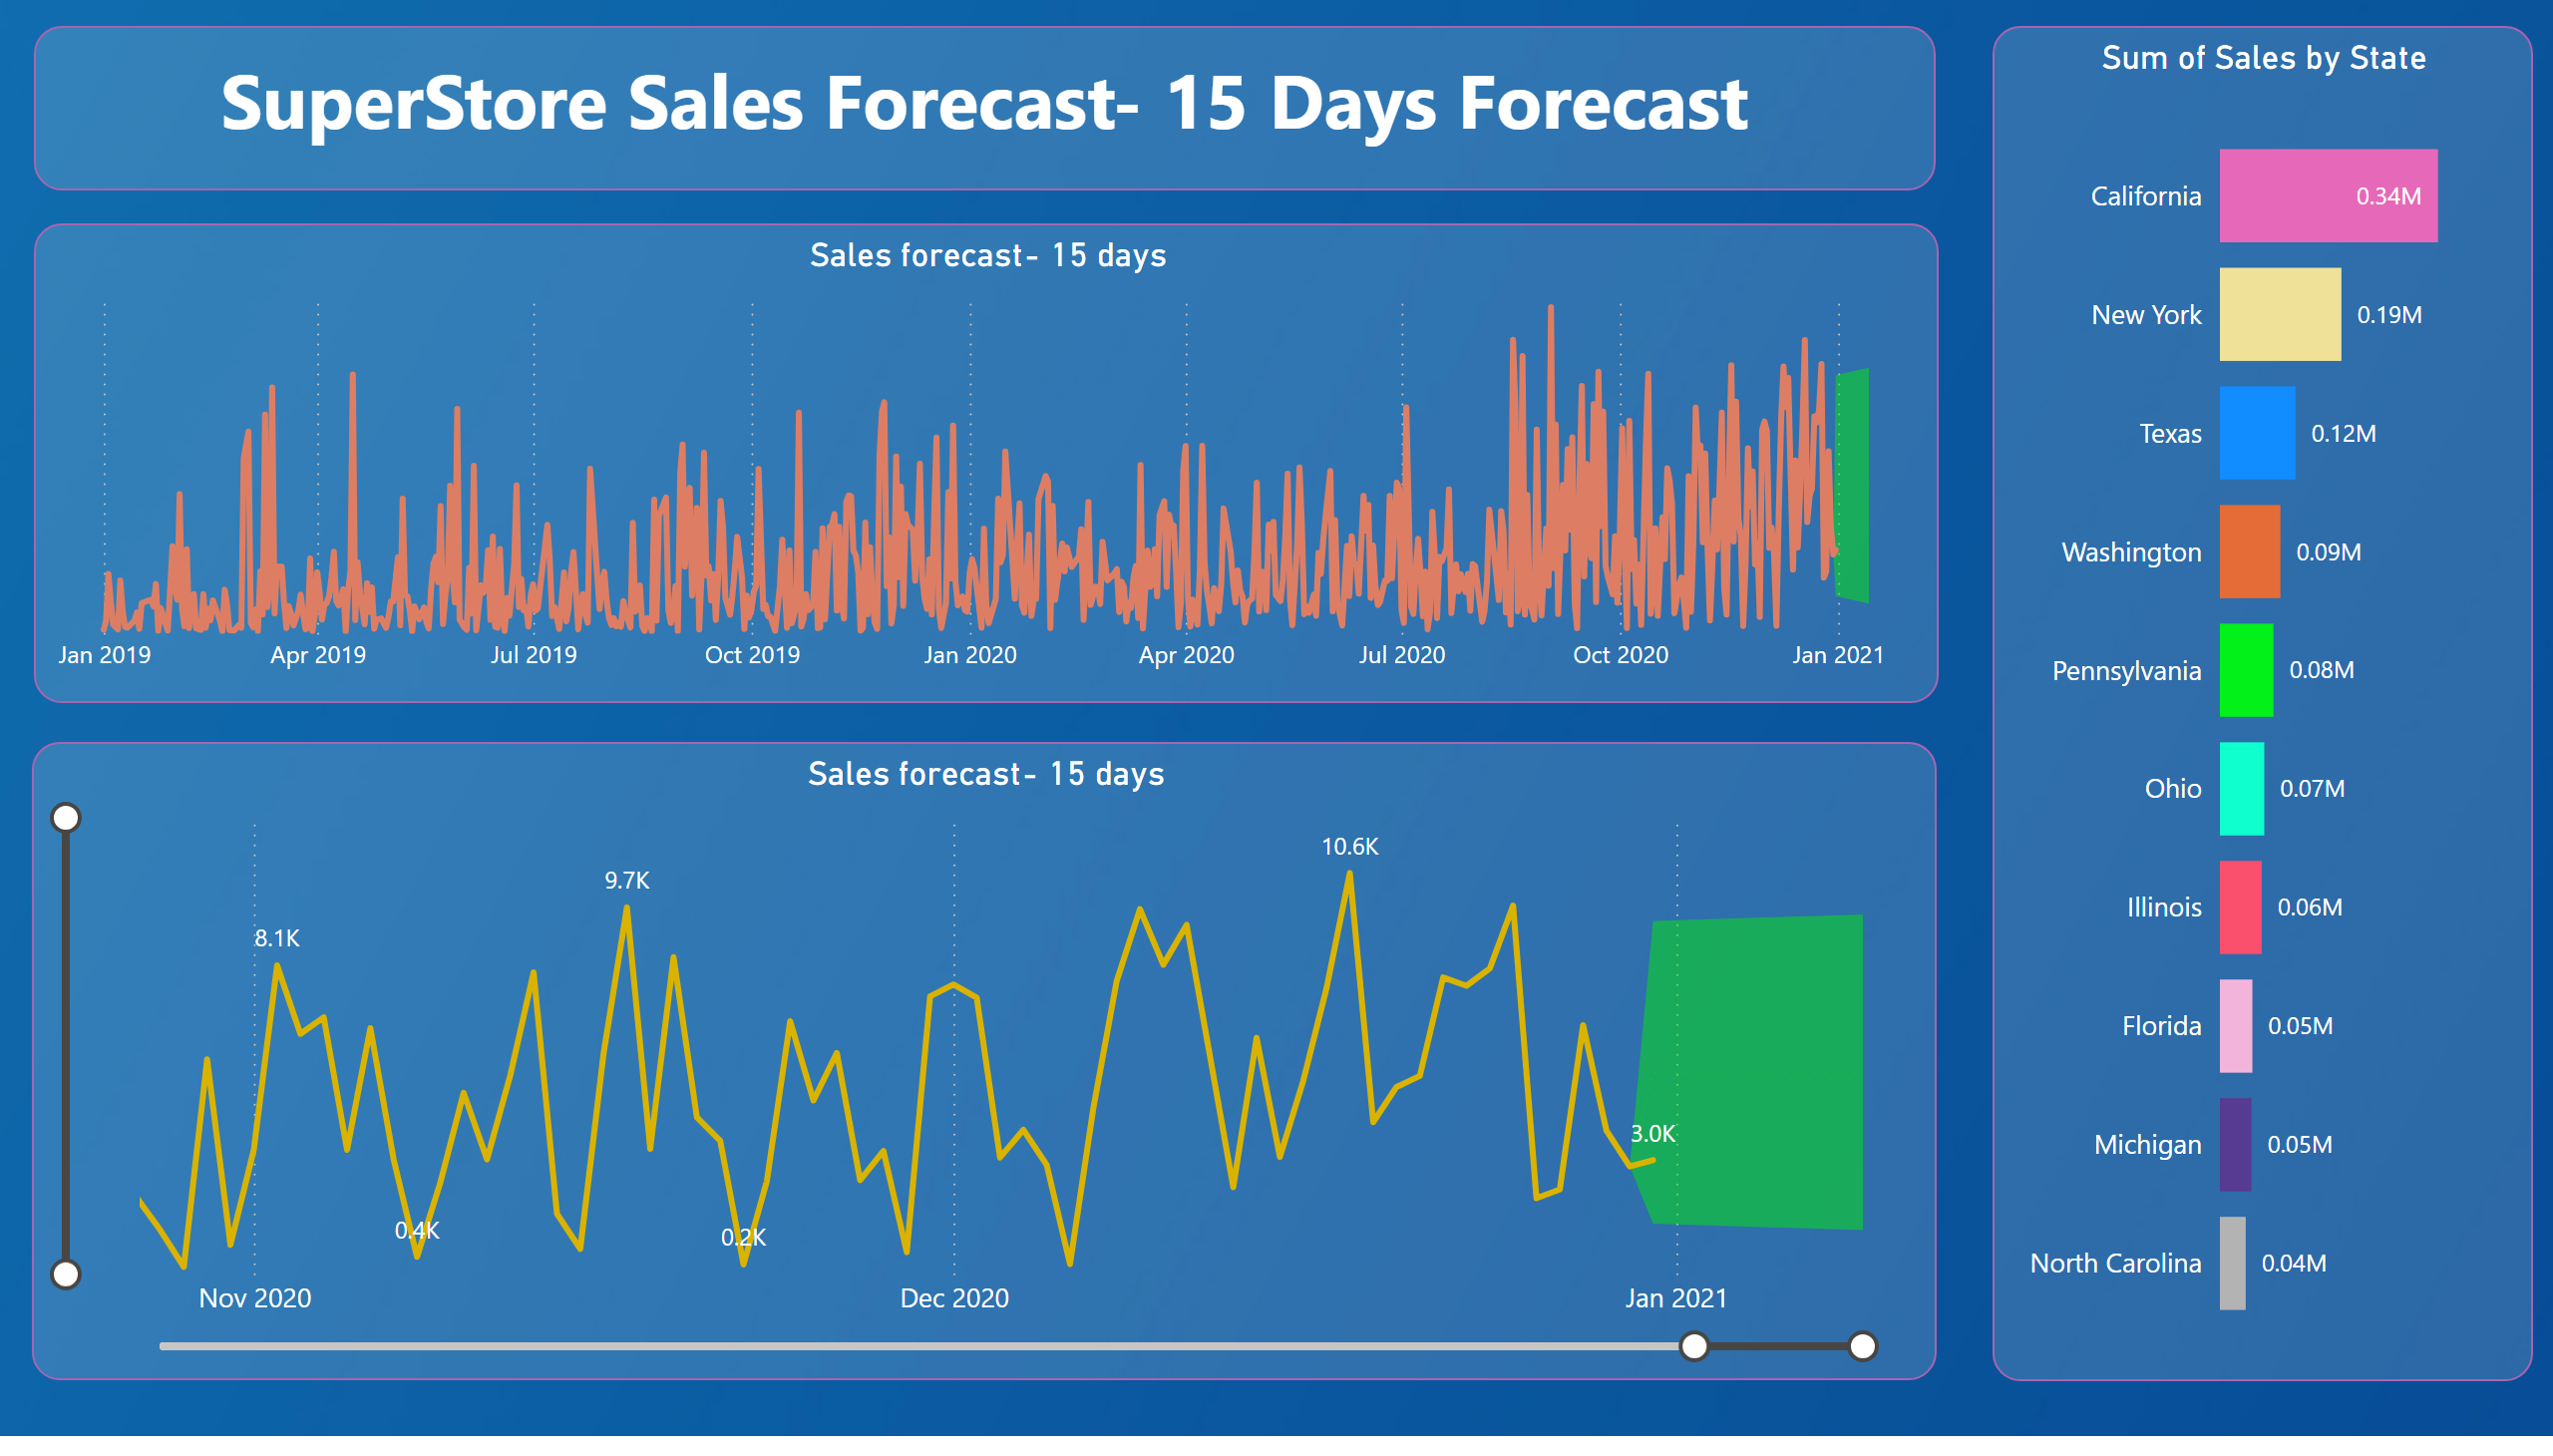 SuperStore Sales Forecast- 15 Days Forecast
Sales forecast- 15 days
Jan 2019 Apr 2019 Jul 2019 Oct 2019 Jan 2020 Apr 2020 Jul 2020 Oct 2020 Jan 2021
Sales forecast- 15 days
10.6K
9.7K
8.1K
3.0K
0.4K
0.2K
Nov 2020 Dec 2020 Jan 2021
Sum of Sales by State
California 0.34M
New York 0.19M
Texas 0.12M
Washington 0.09M
Pennsylvania 0.08M
Ohio 0.07M
Illinois 0.06M
Florida 0.05M
Michigan 0.05M
North Carolina 0.04M